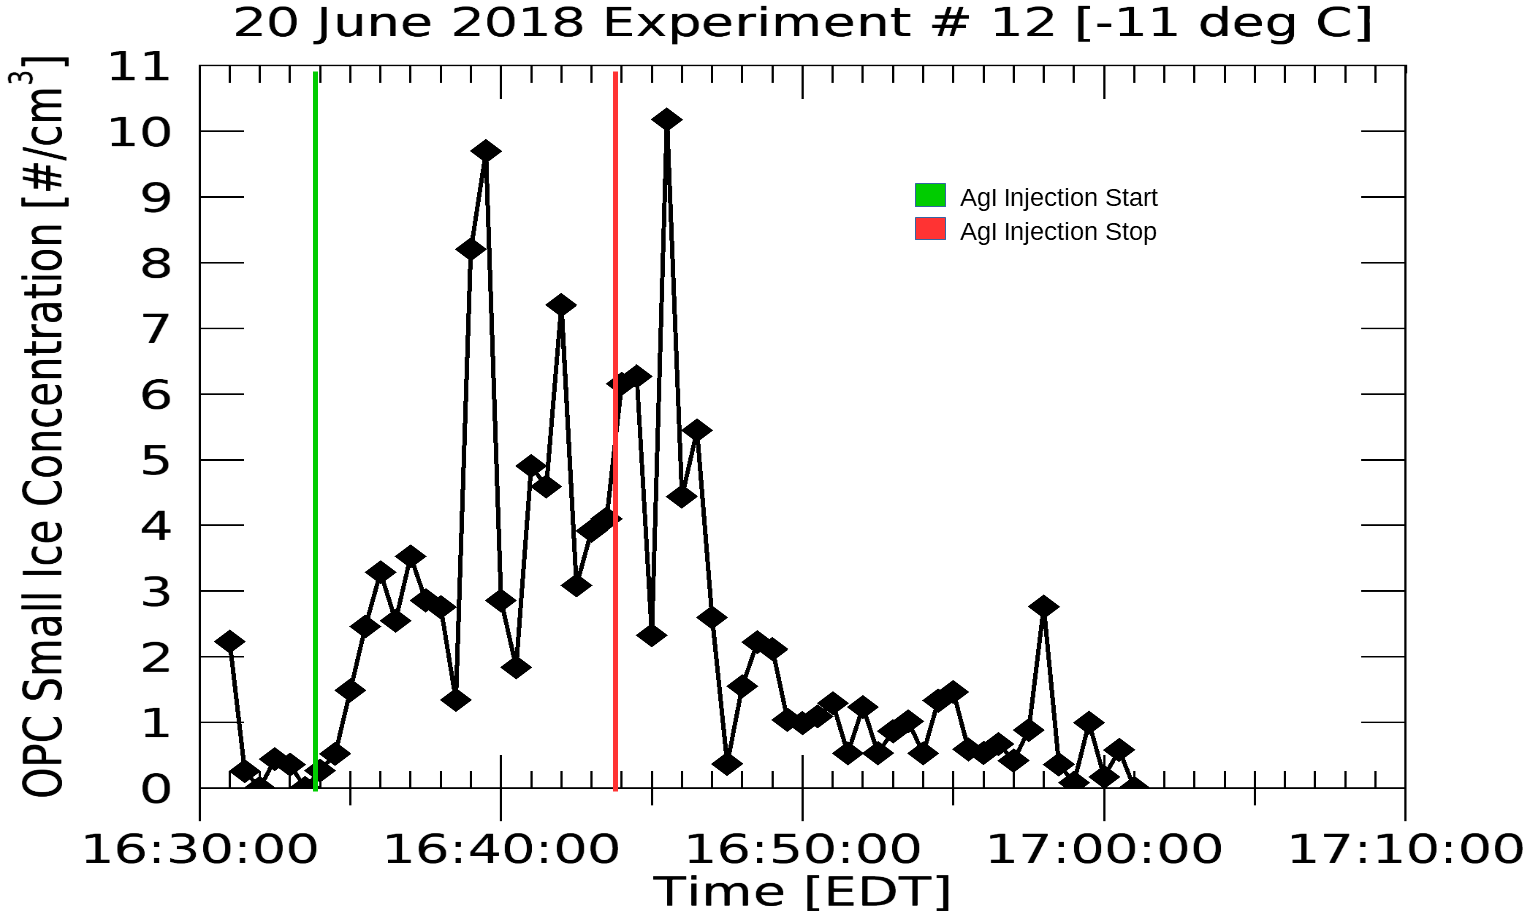 20 June 2018 Experiment # 12 [-11 deg C]
OPC Small Ice Concentration [#/cm³]
11
10
9
8
7
6
5
4
3
2
1
0
AgI Injection Start
AgI Injection Stop
16:30:00 16:40:00 16:50:00 17:00:00 17:10:00
Time [EDT]